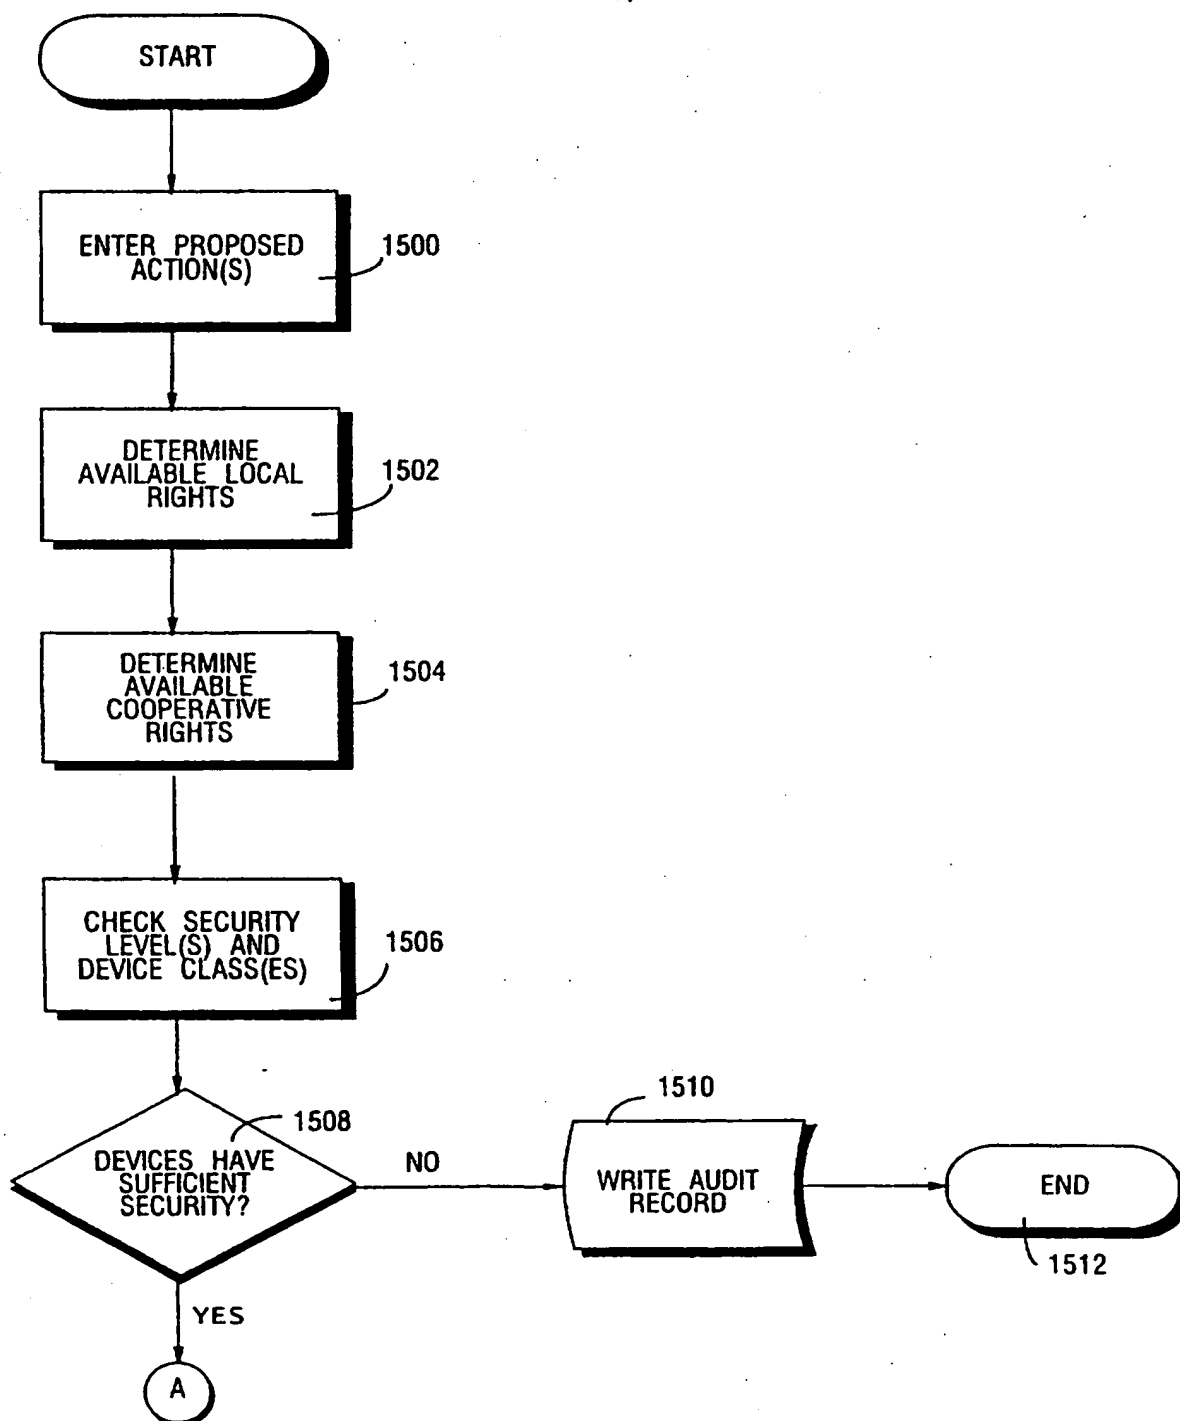 START
ENTER PROPOSED
ACTION(S)
1500
DETERMINE
AVAILABLE LOCAL
RIGHTS
1502
DETERMINE
AVAILABLE
COOPERATIVE
RIGHTS
1504
CHECK SECURITY
LEVEL(S) AND
DEVICE CLASS(ES)
1506
1508
DEVICES HAVE
SUFFICIENT
SECURITY?
NO
1510
WRITE AUDIT
RECORD
END
1512
YES
A